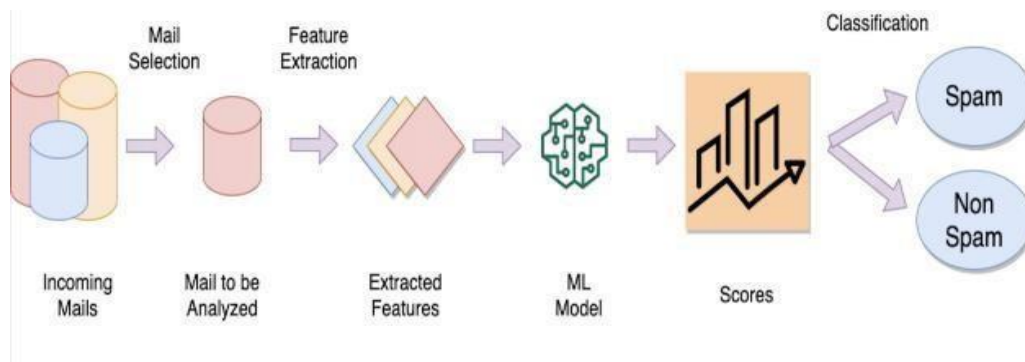 Mail
Selection
Feature
Extraction
Classification
Spam
Non
Spam
Incoming
Mails
Mail to be
Analyzed
Extracted
Features
ML
Model
Scores